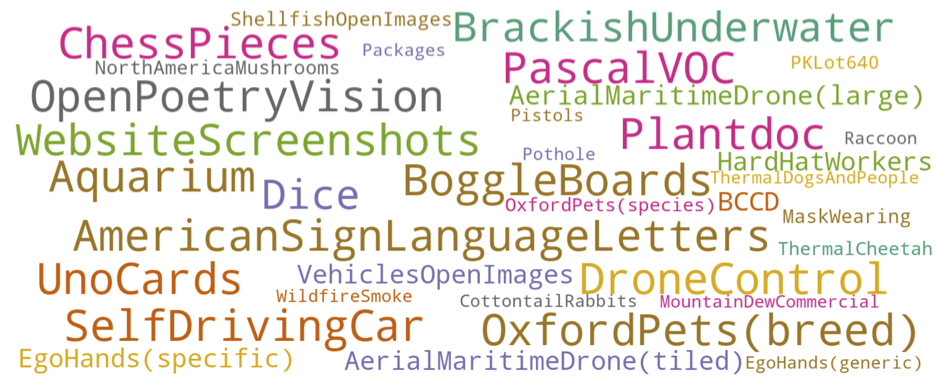 ShellfishOpenImages
BrackishUnderwater
ChessPieces
Packages
NorthAmericaMushrooms
PascalVOC
PKLot640
OpenPoetryVision
AerialMaritimeDrone(large)
Pistols
WebsiteScreenshots
Plantdoc
Raccoon
Pothole
HardHatWorkers
Aquarium
Dice
BoggleBoards
ThermalDogsAndPeople
OxfordPets(species)
BCCD
MaskWearing
AmericanSignLanguageLetters
ThermalCheetah
UnoCards
VehiclesOpenImages
DroneControl
WildfireSmoke
CottontailRabbits
MountainDewCommercial
SelfDrivingCar
OxfordPets(breed)
EgoHands(specific)
AerialMaritimeDrone(tiled)
EgoHands(generic)